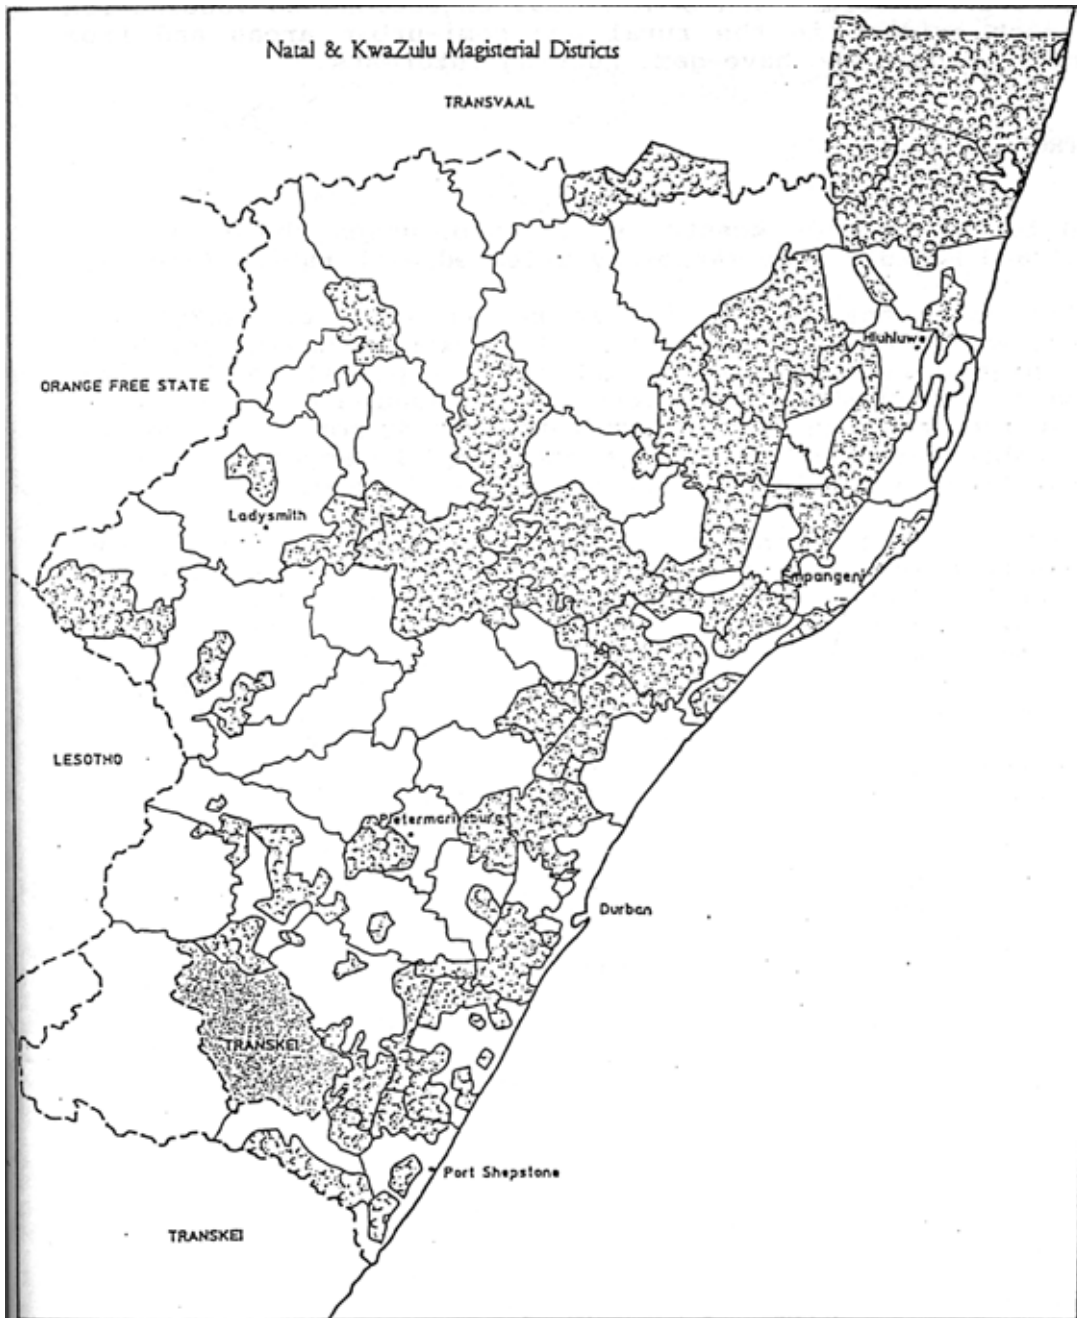 Natal & KwaZulu Magisterial Districts
TRANSVAAL
Hluhluwe
ORANGE FREE STATE
Ladysmith
Empangeni
LESOTHO
Pietermaritzburg
Durban
TRANSKEI
Port Shepstone
TRANSKEI